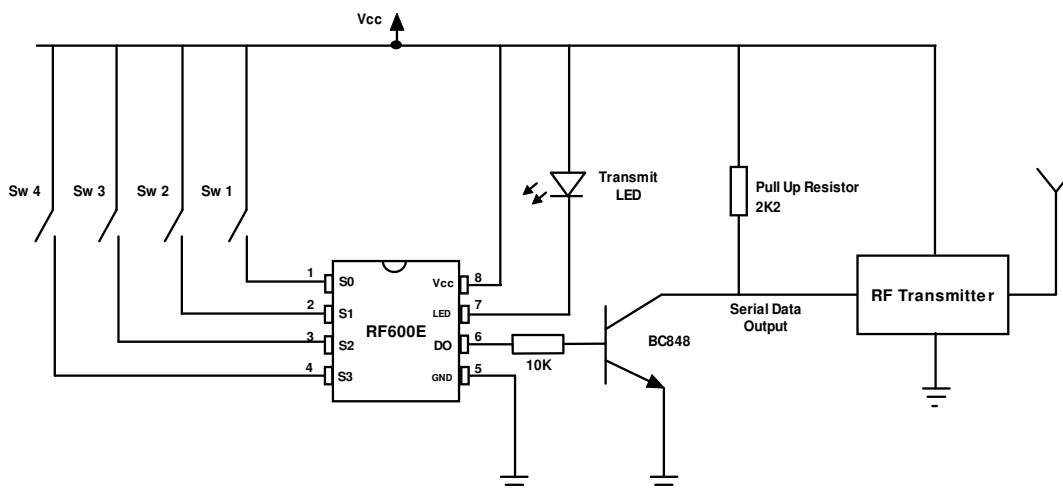 Vcc
Sw 4
Sw 3
Sw 2
Sw 1
Transmit
LED
Pull Up Resistor
2K2
1
S0
Vcc
8
2
S1
LED
7
RF600E
3
S2
DO
6
4
S3
GND
5
10K
BC848
Serial Data
Output
RF Transmitter